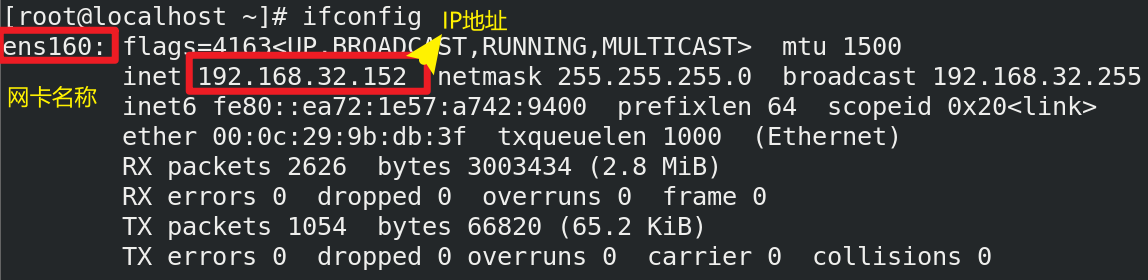 [root@localhost ~]# ifconfig
IP地址
ens160: flags=4163<UP,BROADCAST,RUNNING,MULTICAST>  mtu 1500
inet 192.168.32.152  netmask 255.255.255.0  broadcast 192.168.32.255
网卡名称
inet6 fe80::ea72:1e57:a742:9400  prefixlen 64  scopeid 0x20<link>
ether 00:0c:29:9b:db:3f  txqueuelen 1000  (Ethernet)
RX packets 2626  bytes 3003434 (2.8 MiB)
RX errors 0  dropped 0  overruns 0  frame 0
TX packets 1054  bytes 66820 (65.2 KiB)
TX errors 0  dropped 0 overruns 0  carrier 0  collisions 0